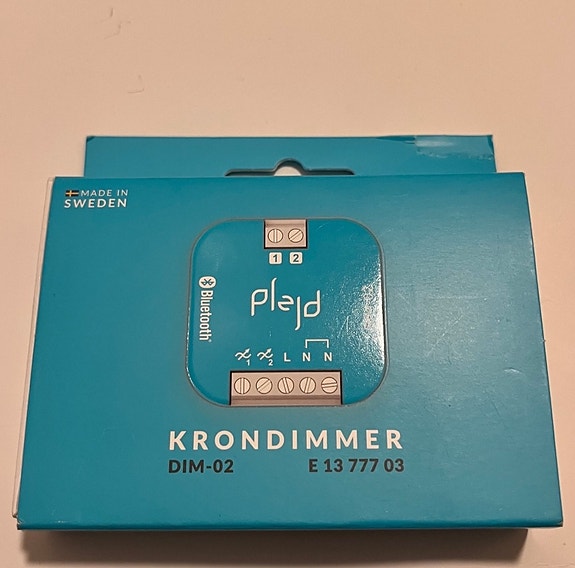 MADE IN
SWEDEN
1 2
Bluetooth®
plejd
1 2 L N N
KRONDIMMER
DIM-02 E 13 777 03